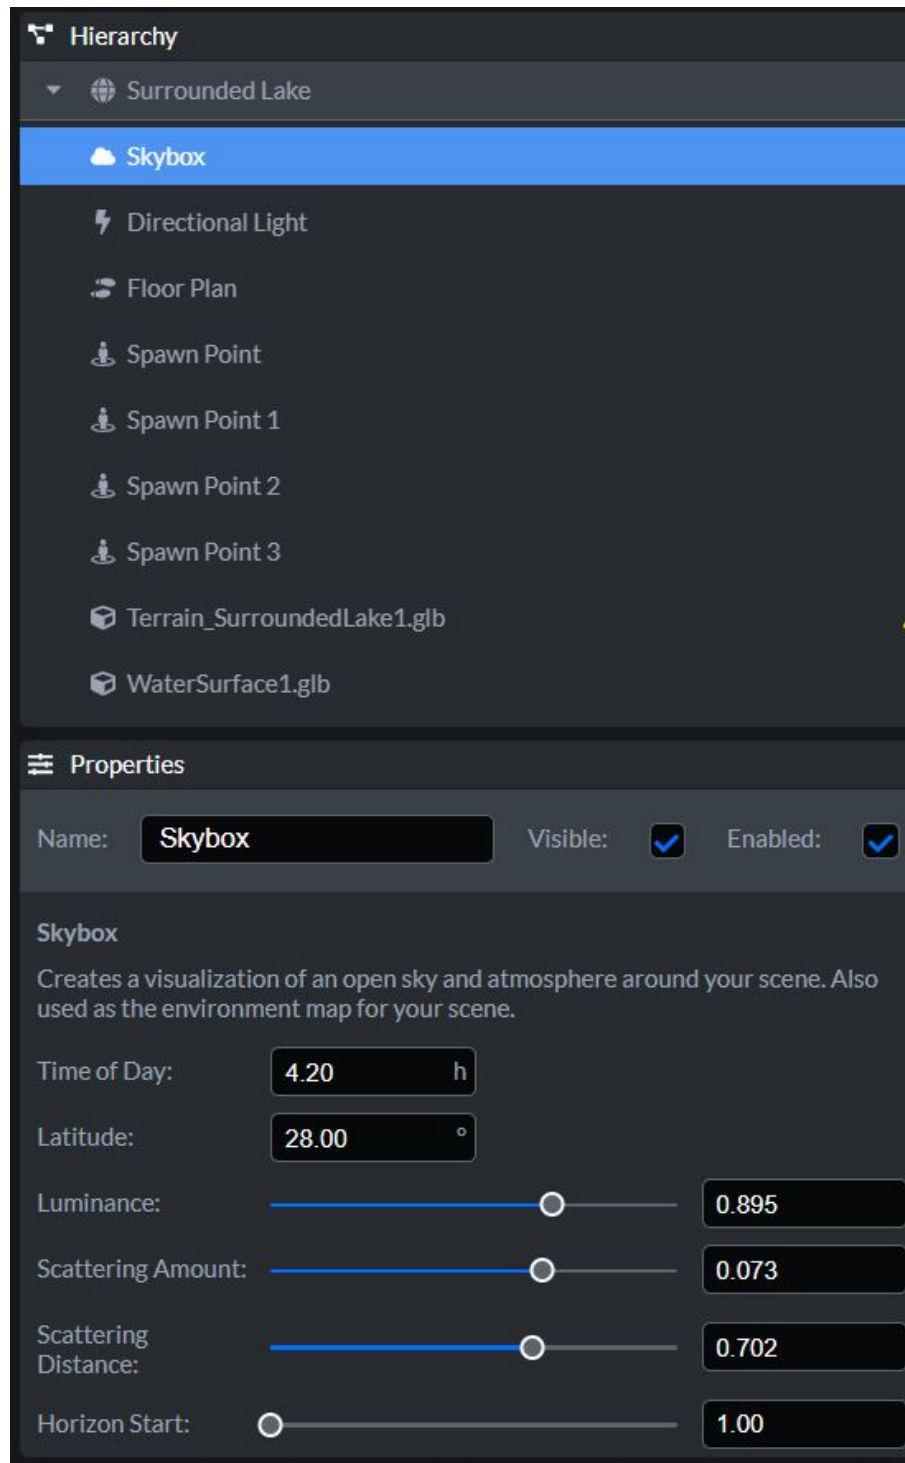 Hierarchy
Surrounded Lake
Skybox
Directional Light
Floor Plan
Spawn Point
Spawn Point 1
Spawn Point 2
Spawn Point 3
Terrain_SurroundedLake1.glb
WaterSurface1.glb
Properties
Name: Skybox Visible: Enabled:
Skybox
Creates a visualization of an open sky and atmosphere around your scene. Also
used as the environment map for your scene.
Time of Day: 4.20 h
Latitude: 28.00 °
Luminance: 0.895
Scattering Amount: 0.073
Scattering
Distance: 0.702
Horizon Start: 1.00